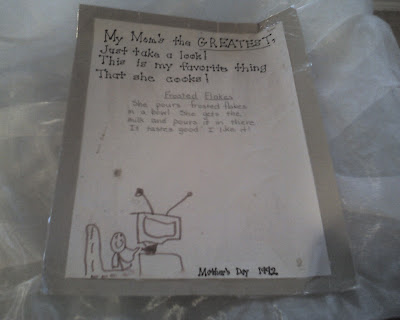 My Mom's the GREATEST,
Just take a look!
This is my favorite thing
That she cooks!
Frosted Flakes
She pours frosted flakes
in a bowl. She gets the
milk and pours it in there.
It tastes good! I like it!
Mother's Day 1992